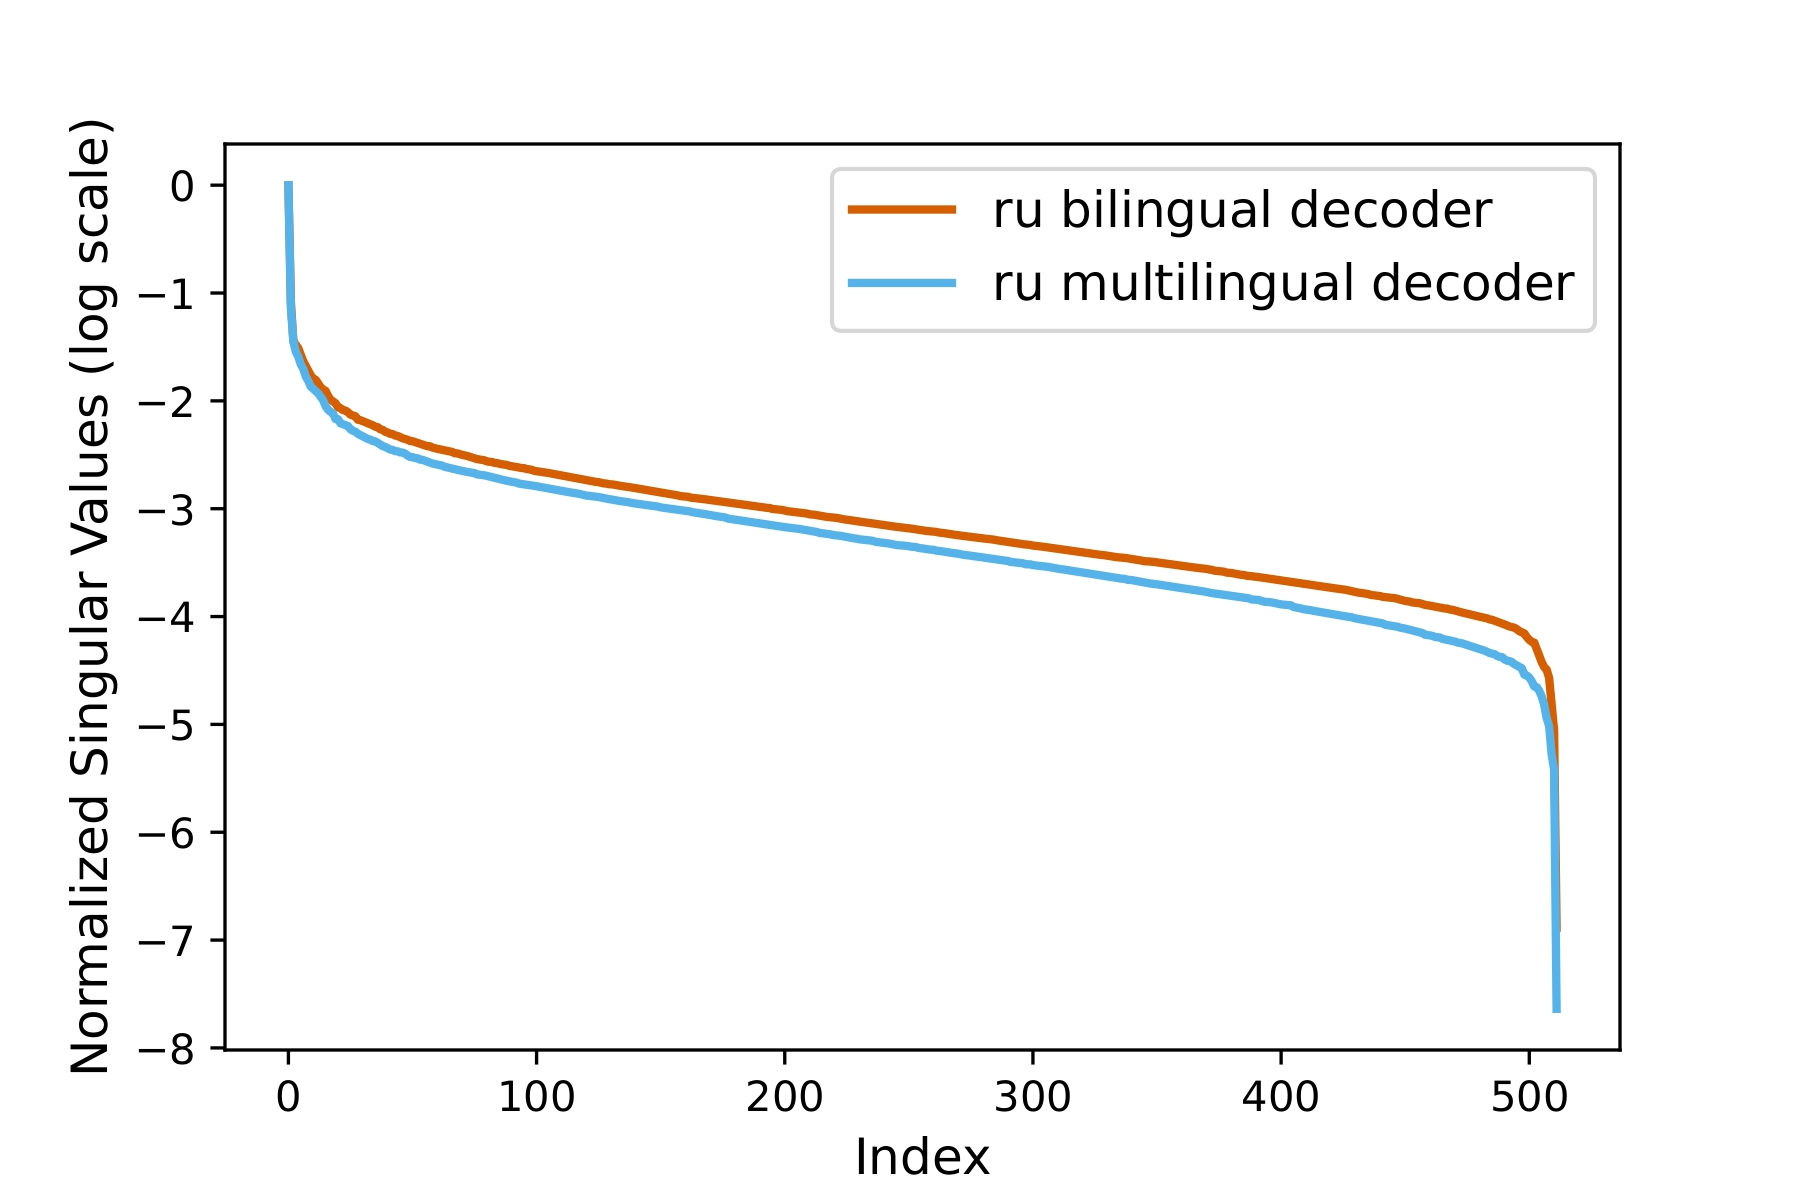 Normalized Singular Values (log scale)
0
−1
−2
−3
−4
−5
−6
−7
−8
ru bilingual decoder
ru multilingual decoder
0 100 200 300 400 500
Index